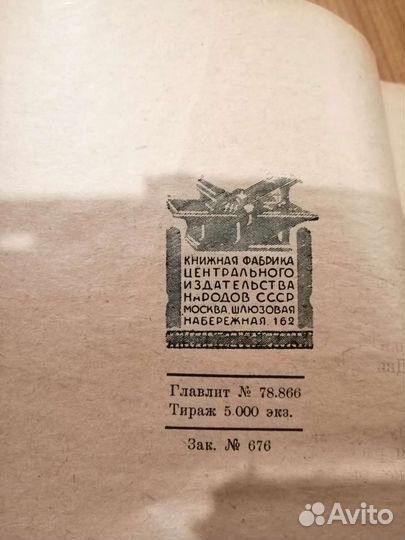 КНИЖНАЯ ФАБРИКА
ЦЕНТРАЛЬНОГО
ИЗДАТЕЛЬСТВА
НАРОДОВ СССР
МОСКВА, ШЛЮЗОВАЯ
НАБЕРЕЖНАЯ, 162
Главлит № 78.866
Тираж 5.000 экз.
Зак. № 676
Avito